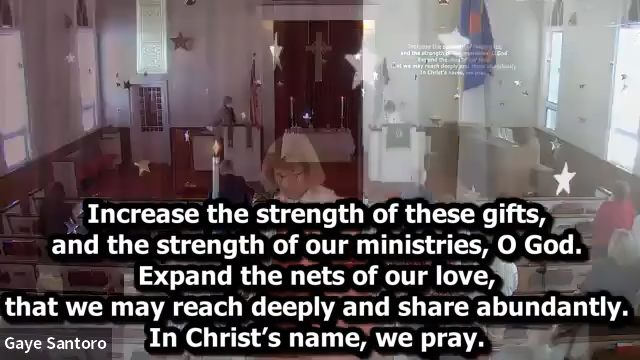 Increase the strength of these gifts,
and the strength of our ministries, O God.
Expand the nets of our love,
that we may reach deeply and share abundantly.
In Christ's name, we pray.
Gaye Santoro